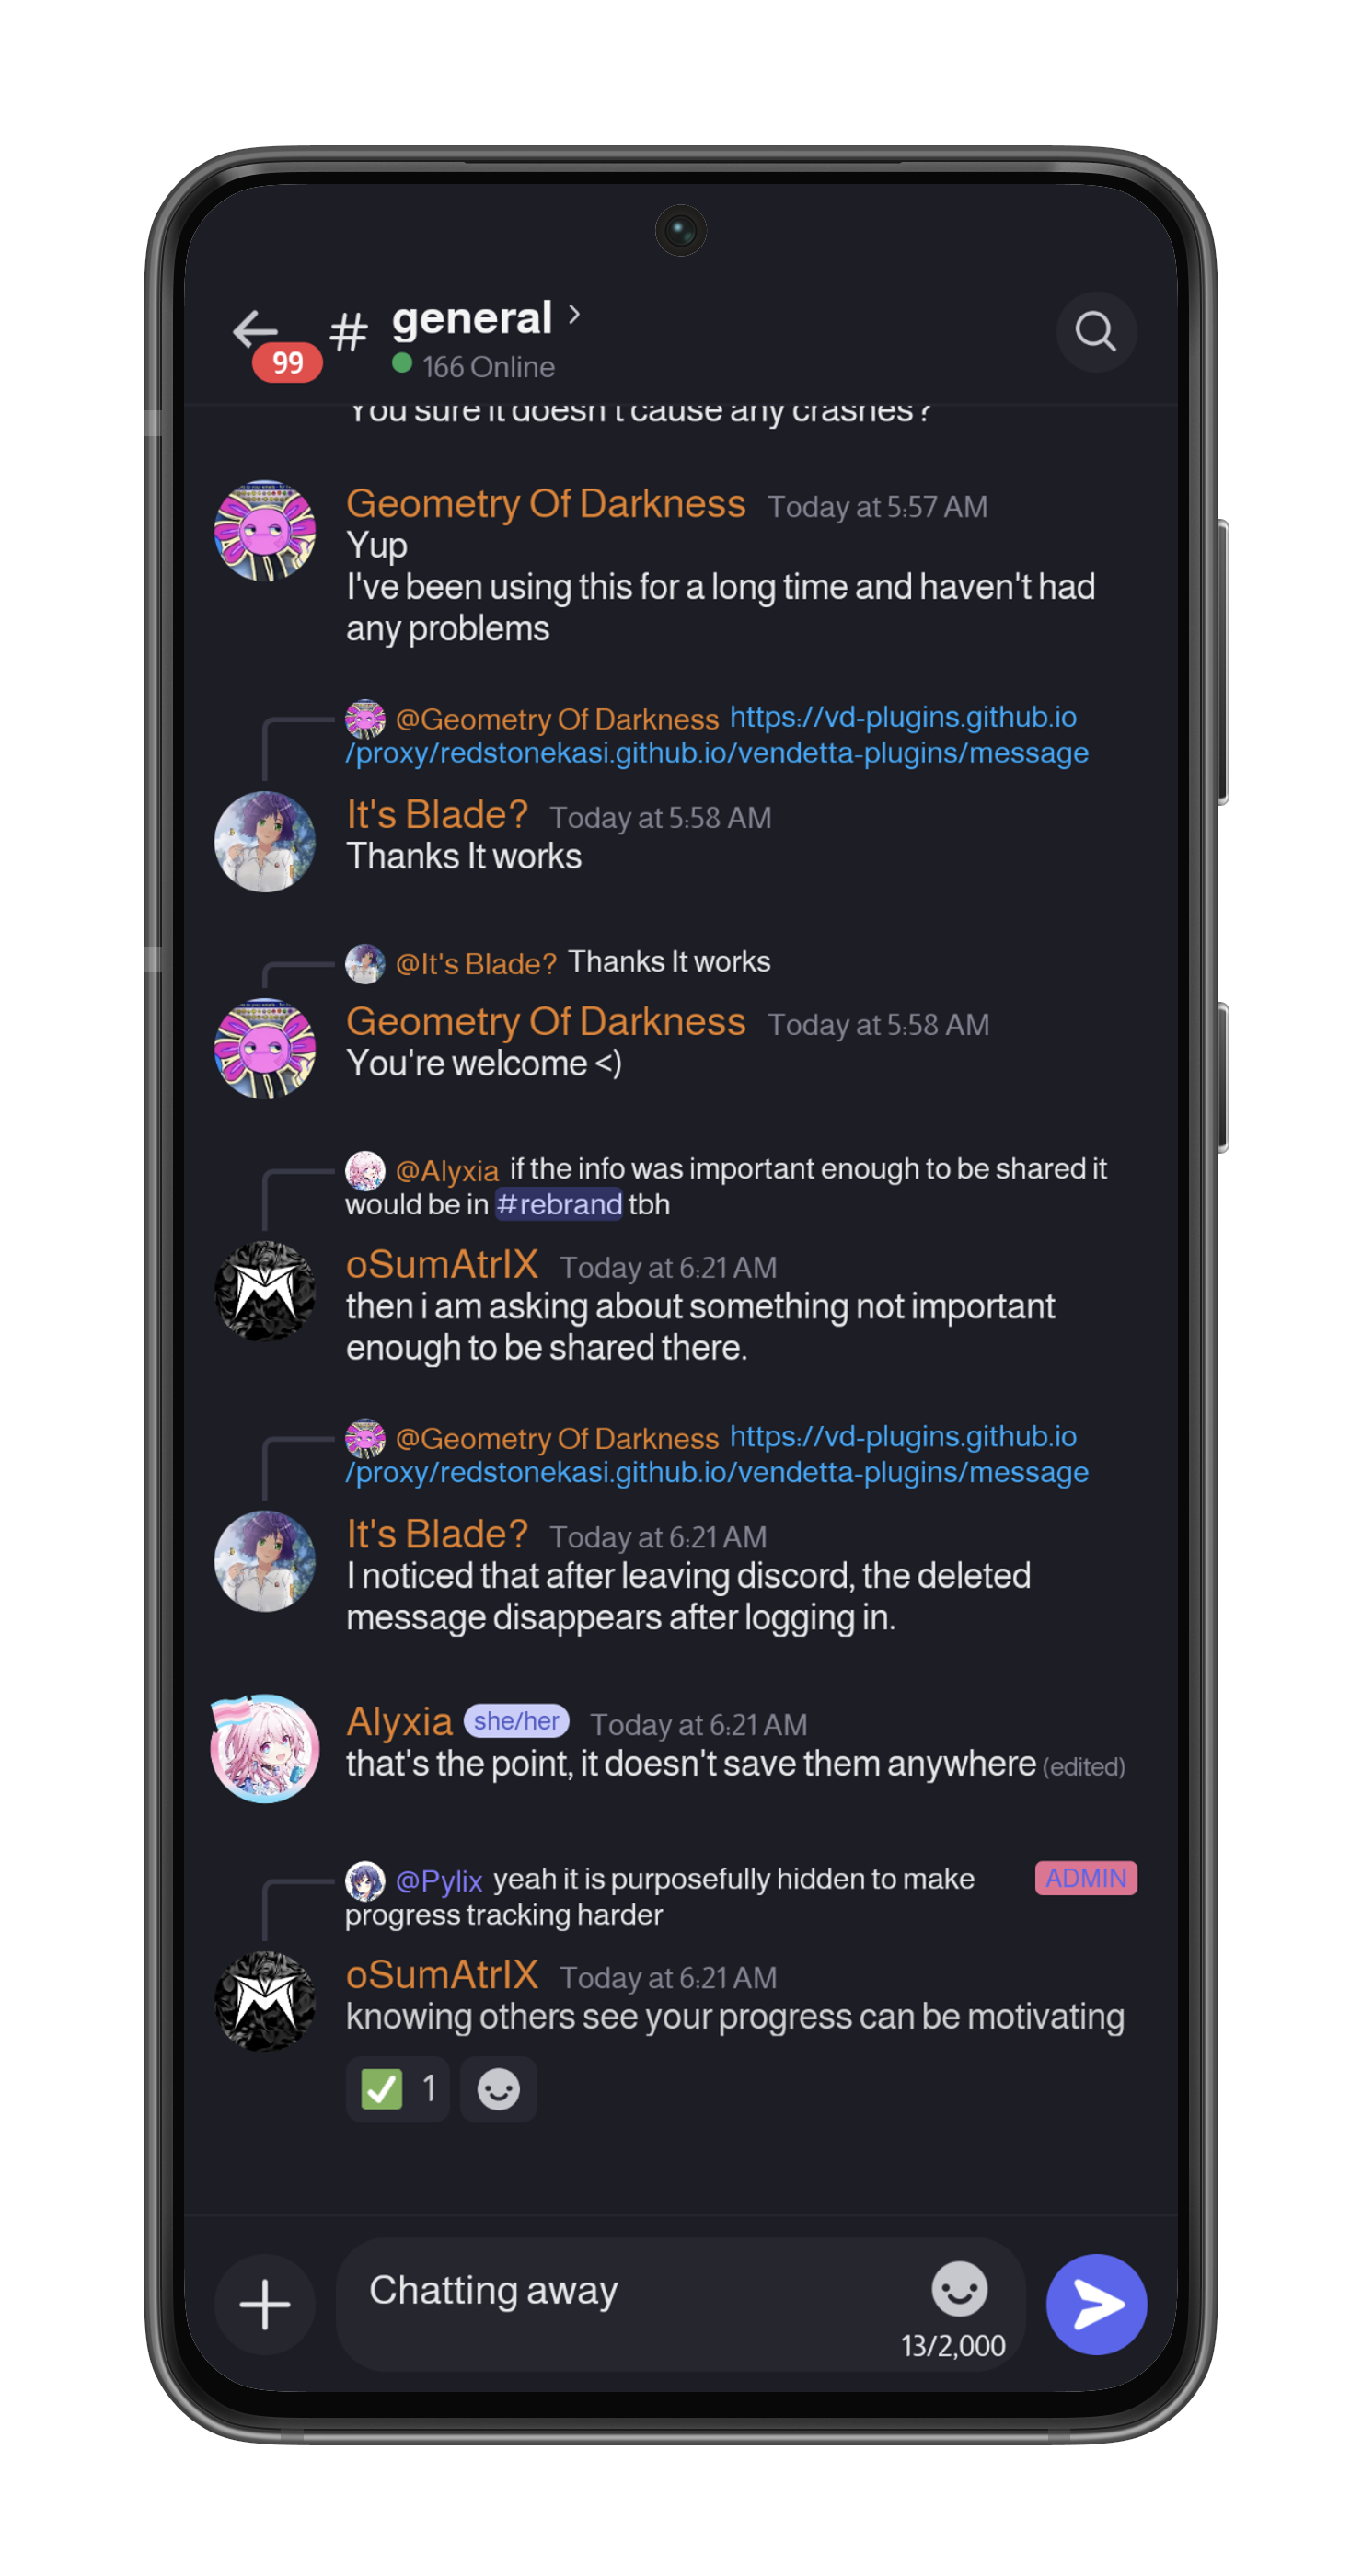 general
99
166 Online
You sure it doesn't cause any crashes?
Geometry Of Darkness Today at 5:57 AM
Yup
I've been using this for a long time and haven't had
any problems
@Geometry Of Darkness https://vd-plugins.github.io
/proxy/redstonekasi.github.io/vendetta-plugins/message
It's Blade? Today at 5:58 AM
Thanks It works
@It's Blade? Thanks It works
Geometry Of Darkness Today at 5:58 AM
You're welcome <)
@Alyxia if the info was important enough to be shared it
would be in #rebrand tbh
oSumAtrIX Today at 6:21 AM
then i am asking about something not important
enough to be shared there.
@Geometry Of Darkness https://vd-plugins.github.io
/proxy/redstonekasi.github.io/vendetta-plugins/message
It's Blade? Today at 6:21 AM
I noticed that after leaving discord, the deleted
message disappears after logging in.
Alyxia she/her Today at 6:21 AM
that's the point, it doesn't save them anywhere (edited)
@Pylix yeah it is purposefully hidden to make ADMIN
progress tracking harder
oSumAtrIX Today at 6:21 AM
knowing others see your progress can be motivating
1
Chatting away
13/2,000